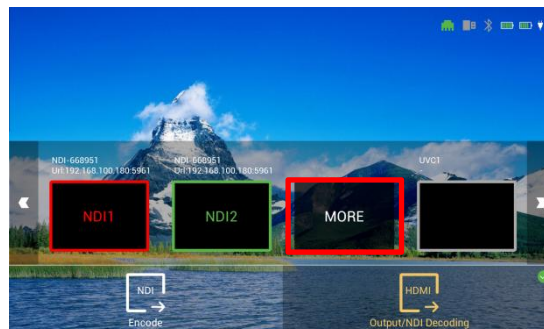 NDI-668951
Url:192.168.100.180:5961
NDI-668951
Url:192.168.100.180:5961
UVC1
NDI1
NDI2
MORE
NDI
HDMI
Encode
Output/NDI Decoding